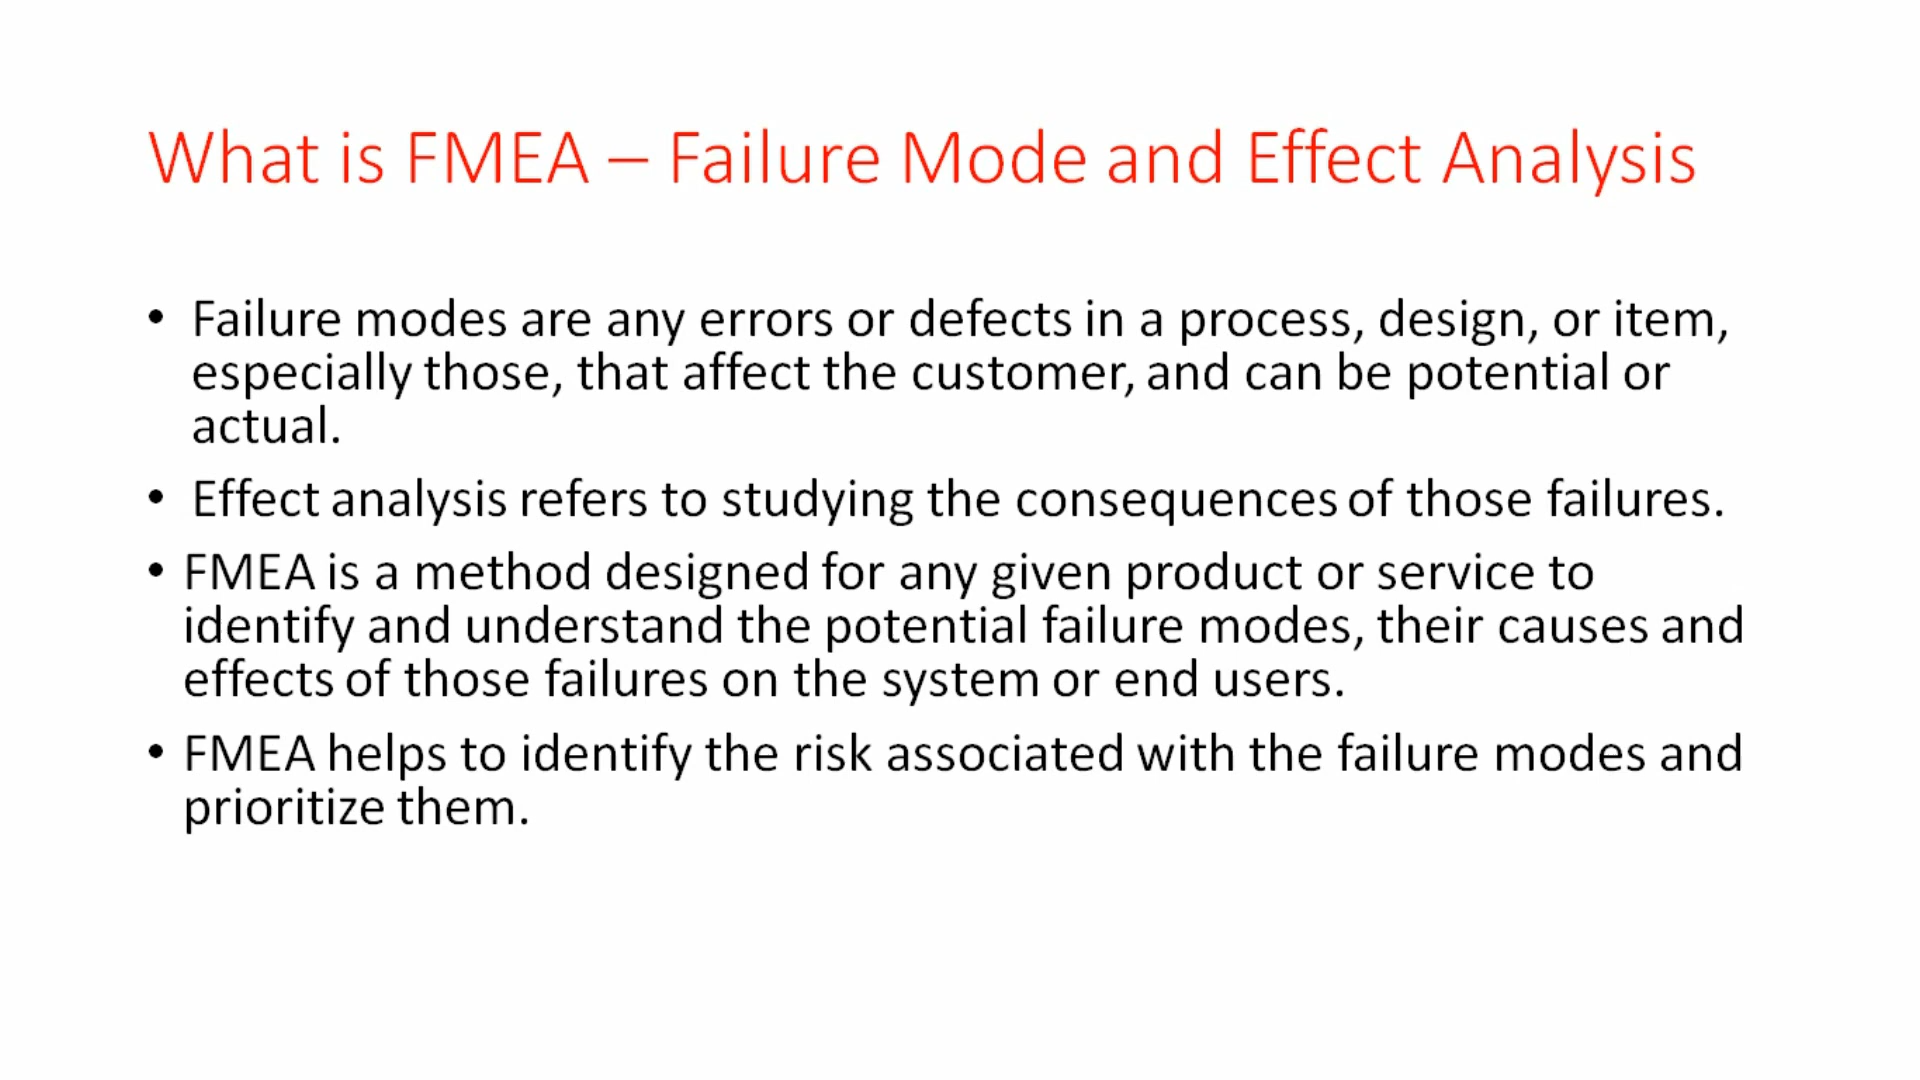 What is FMEA – Failure Mode and Effect Analysis
• Failure modes are any errors or defects in a process, design, or item,
especially those, that affect the customer, and can be potential or
actual.
• Effect analysis refers to studying the consequences of those failures.
• FMEA is a method designed for any given product or service to
identify and understand the potential failure modes, their causes and
effects of those failures on the system or end users.
• FMEA helps to identify the risk associated with the failure modes and
prioritize them.